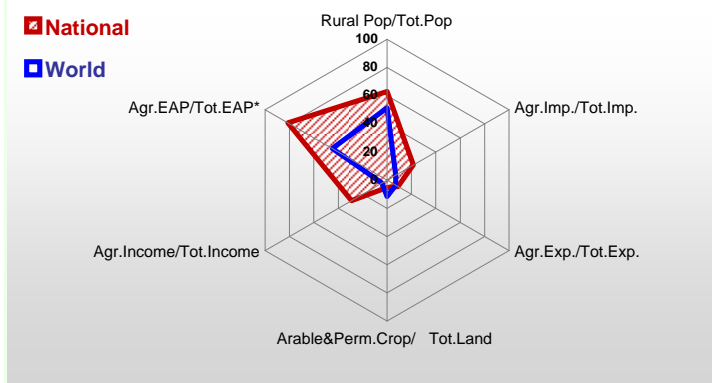 National
World
Rural Pop/Tot.Pop
100
80
60
40
20
0
Agr.Imp./Tot.Imp.
Agr.Exp./Tot.Exp.
Arable&Perm.Crop/ Tot.Land
Agr.Income/Tot.Income
Agr.EAP/Tot.EAP*